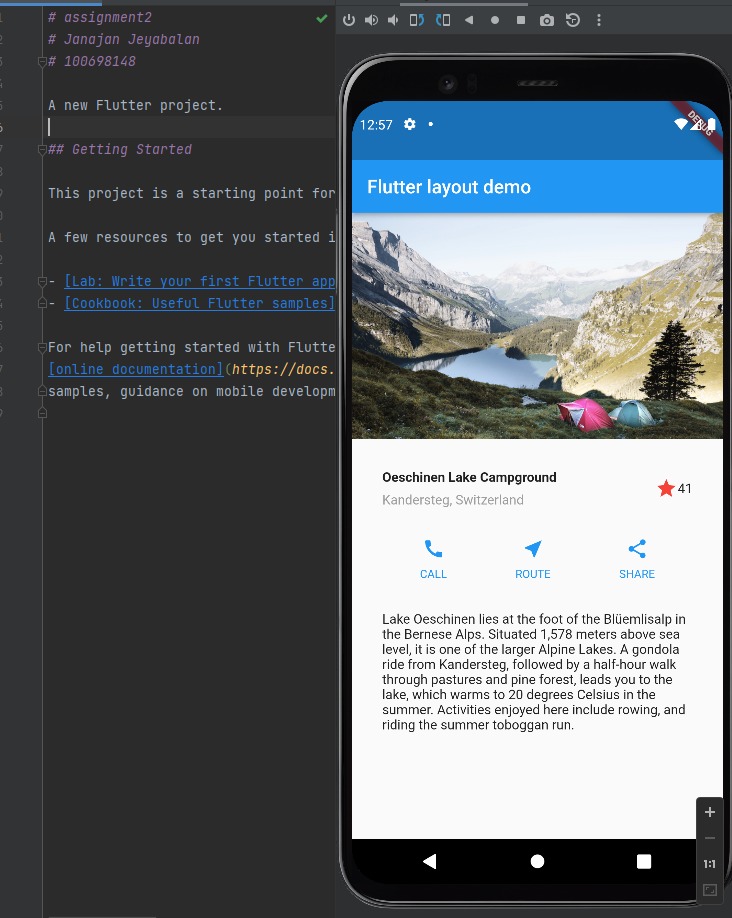 # assignment2
# Janajan Jeyabalan
# 100698148
A new Flutter project.
## Getting Started
This project is a starting point for
A few resources to get you started i
- [Lab: Write your first Flutter app
- [Cookbook: Useful Flutter samples]
For help getting started with Flutte
[online documentation](https://docs.
samples, guidance on mobile developm
12:57
DEBUG
Flutter layout demo
Oeschinen Lake Campground
Kandersteg, Switzerland
41
CALL ROUTE SHARE
Lake Oeschinen lies at the foot of the Blüemlisalp in
the Bernese Alps. Situated 1,578 meters above sea
level, it is one of the larger Alpine Lakes. A gondola
ride from Kandersteg, followed by a half-hour walk
through pastures and pine forest, leads you to the
lake, which warms to 20 degrees Celsius in the
summer. Activities enjoyed here include rowing, and
riding the summer toboggan run.
1:1